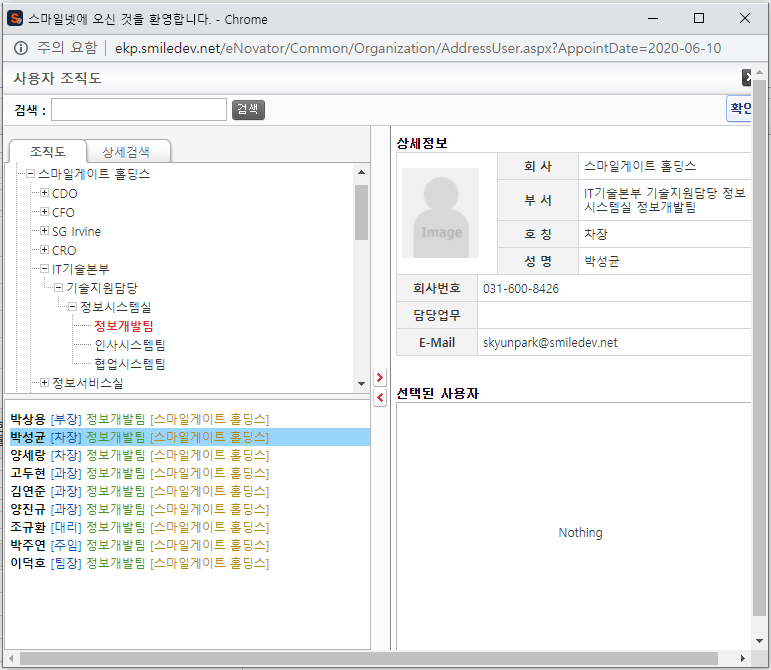 스마일넷에 오신 것을 환영합니다. - Chrome
주의 요함 | ekp.smiledev.net/eNovator/Common/Organization/AddressUser.aspx?AppointDate=2020-06-10
사용자 조직도
검색 : 검색 확인
조직도 상세검색
스마일게이트 홀딩스
CDO
CFO
SG Irvine
CRO
IT기술본부
기술지원담당
정보시스템실
정보개발팀
인사시스템팀
협업시스템팀
정보서비스실
박상용 [부장] 정보개발팀 [스마일게이트 홀딩스]
박성균 [차장] 정보개발팀 [스마일게이트 홀딩스]
양세랑 [차장] 정보개발팀 [스마일게이트 홀딩스]
고두현 [과장] 정보개발팀 [스마일게이트 홀딩스]
김연준 [과장] 정보개발팀 [스마일게이트 홀딩스]
양진규 [과장] 정보개발팀 [스마일게이트 홀딩스]
조규환 [대리] 정보개발팀 [스마일게이트 홀딩스]
박주연 [주임] 정보개발팀 [스마일게이트 홀딩스]
이덕호 [팀장] 정보개발팀 [스마일게이트 홀딩스]
상세정보
Image
회 사 스마일게이트 홀딩스
부 서 IT기술본부 기술지원담당 정보
시스템실 정보개발팀
호 칭 차장
성 명 박성균
회사번호 031-600-8426
담당업무
E-Mail skyunpark@smiledev.net
선택된 사용자
Nothing